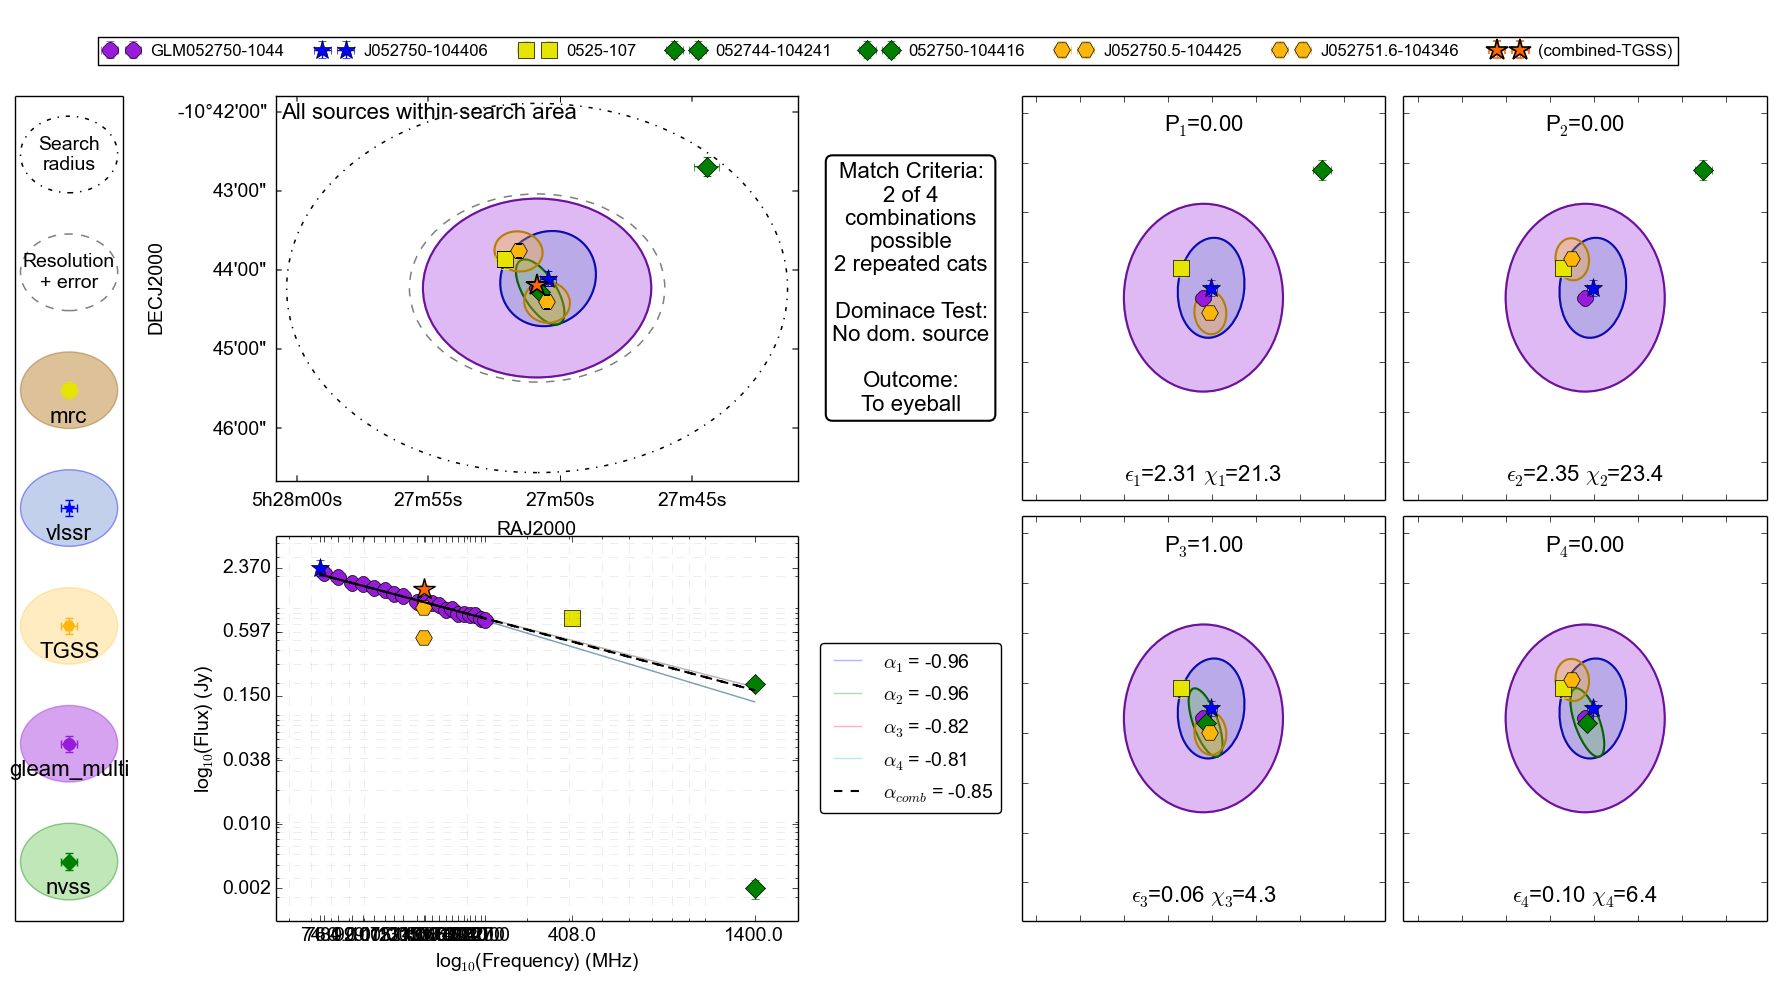 GLM052750-1044 J052750-104406 0525-107 052744-104241 052750-104416 J052750.5-104425 J052751.6-104346 (combined-TGSS)
Search
radius
Resolution
+ error
mrc
vlssr
TGSS
gleam_multi
nvss
All sources within search area
DECJ2000
-10°42'00"
43'00"
44'00"
45'00"
46'00"
5h28m00s 27m55s 27m50s 27m45s
RAJ2000
Match Criteria:
2 of 4
combinations
possible
2 repeated cats
Dominace Test:
No dom. source
Outcome:
To eyeball
P1=0.00
ϵ1=2.31 χ1=21.3
P2=0.00
ϵ2=2.35 χ2=23.4
log10(Flux) (Jy)
2.370
0.597
0.150
0.038
0.010
0.002
408.0 1400.0
log10(Frequency) (MHz)
α1 = -0.96
α2 = -0.96
α3 = -0.82
α4 = -0.81
αcomb = -0.85
P3=1.00
ϵ3=0.06 χ3=4.3
P4=0.00
ϵ4=0.10 χ4=6.4